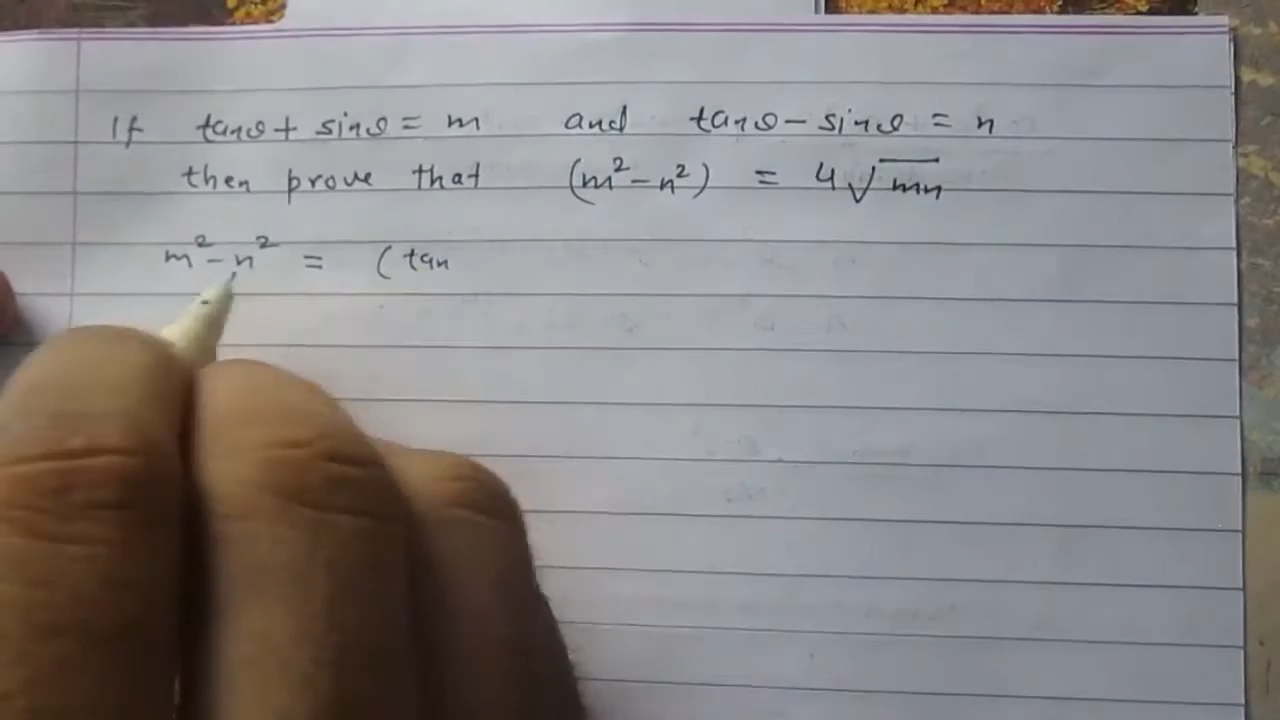 If tanθ + sinθ = m and tanθ - sinθ = n
then prove that (m² - n²) = 4√mn
m² - n² = (tan